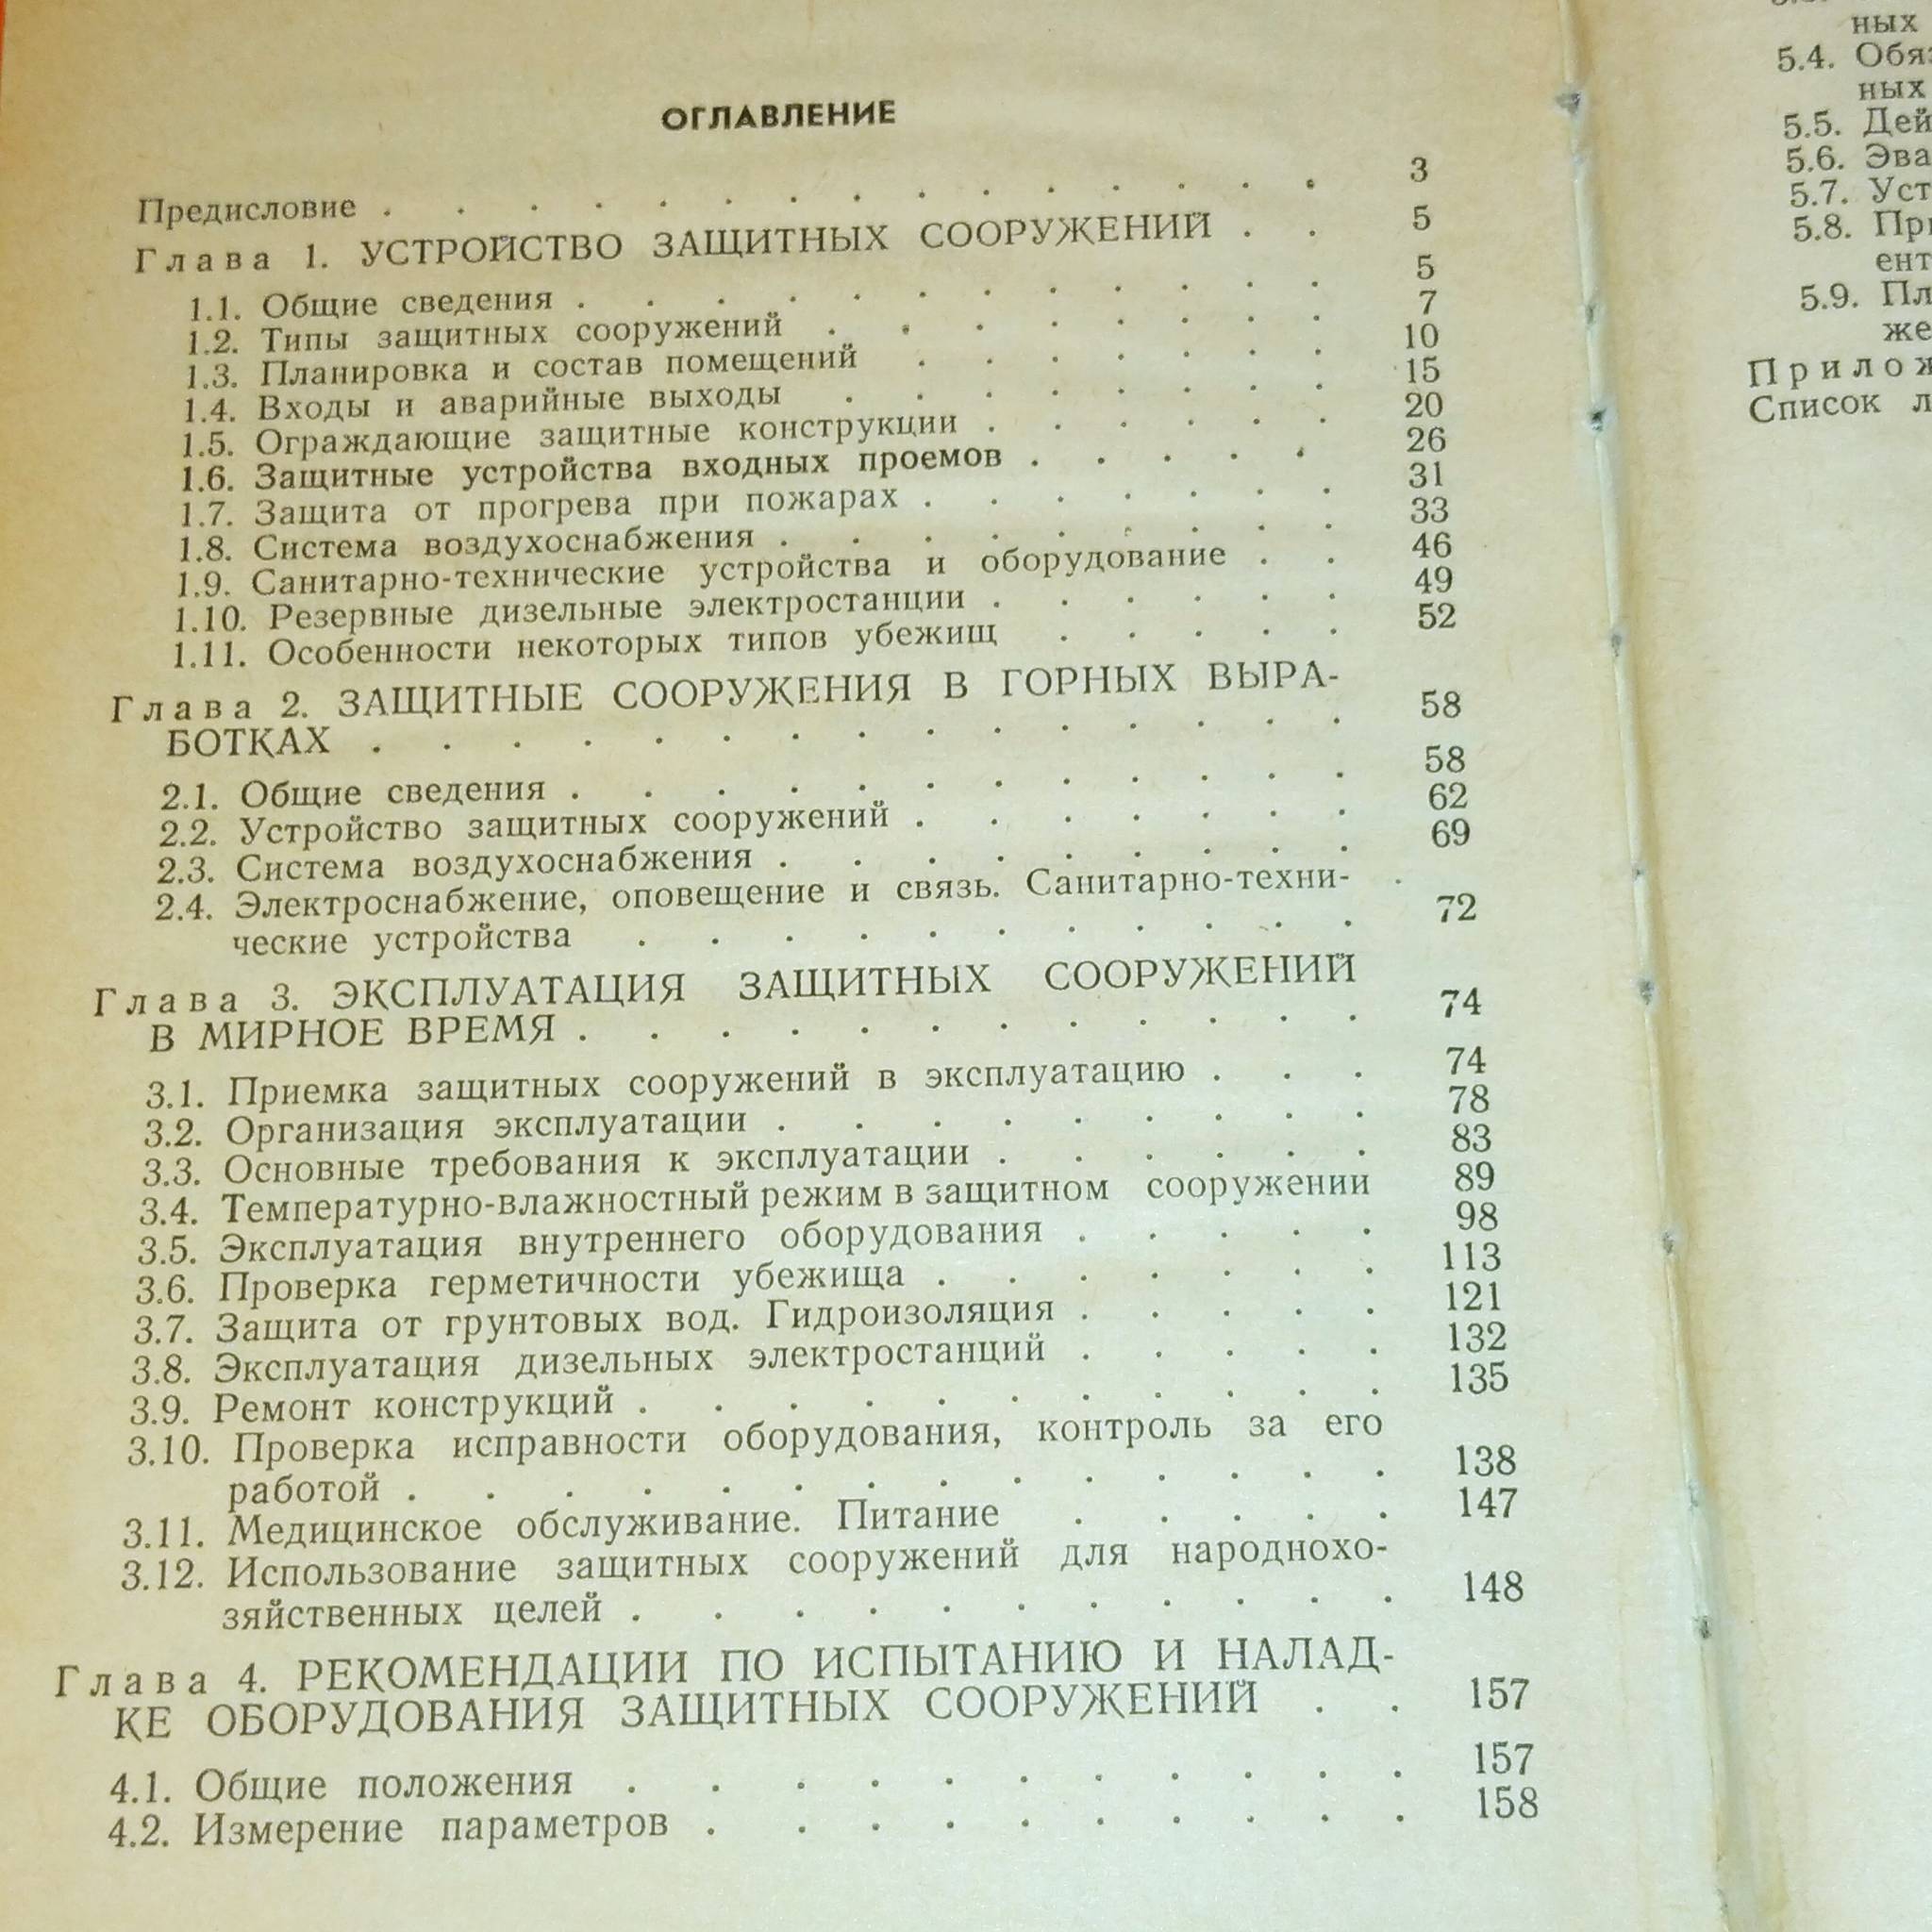 ОГЛАВЛЕНИЕ
Предисловие . . . . . . . . . . . . . 3
Глава 1. УСТРОЙСТВО ЗАЩИТНЫХ СООРУЖЕНИЙ . . 5
1.1. Общие сведения . . . . . . . . . . . 5
1.2. Типы защитных сооружений . . . . . . . 7
1.3. Планировка и состав помещений . . . . . . 10
1.4. Входы и аварийные выходы . . . . . . . 15
1.5. Ограждающие защитные конструкции . . . . . 20
1.6. Защитные устройства входных проемов . . . . . 26
1.7. Защита от прогрева при пожарах . . . . . . 31
1.8. Система воздухоснабжения . . . . . . . . 33
1.9. Санитарно-технические устройства и оборудование . . 46
1.10. Резервные дизельные электростанции . . . . . 49
1.11. Особенности некоторых типов убежищ . . . . . 52
Глава 2. ЗАЩИТНЫЕ СООРУЖЕНИЯ В ГОРНЫХ ВЫРА-
БОТКАХ . . . . . . . . . . . . . 58
2.1. Общие сведения . . . . . . . . . . . 58
2.2. Устройство защитных сооружений . . . . . . 62
2.3. Система воздухоснабжения . . . . . . . . 69
2.4. Электроснабжение, оповещение и связь. Санитарно-техни-
ческие устройства . . . . . . . . . . 72
Глава 3. ЭКСПЛУАТАЦИЯ ЗАЩИТНЫХ СООРУЖЕНИЙ
В МИРНОЕ ВРЕМЯ . . . . . . . . . . . 74
3.1. Приемка защитных сооружений в эксплуатацию . . . 74
3.2. Организация эксплуатации . . . . . . . . 78
3.3. Основные требования к эксплуатации . . . . . 83
3.4. Температурно-влажностный режим в защитном сооружении 89
3.5. Эксплуатация внутреннего оборудования . . . . . 98
3.6. Проверка герметичности убежища . . . . . . 113
3.7. Защита от грунтовых вод. Гидроизоляция . . . . . 121
3.8. Эксплуатация дизельных электростанций . . . . . 132
3.9. Ремонт конструкций . . . . . . . . . 135
3.10. Проверка исправности оборудования, контроль за его
работой . . . . . . . . . . . . . 138
3.11. Медицинское обслуживание. Питание . . . . . 147
3.12. Использование защитных сооружений для народнохо-
зяйственных целей . . . . . . . . . . 148
Глава 4. РЕКОМЕНДАЦИИ ПО ИСПЫТАНИЮ И НАЛАД-
КЕ ОБОРУДОВАНИЯ ЗАЩИТНЫХ СООРУЖЕНИЙ . . 157
4.1. Общие положения . . . . . . . . . . 157
4.2. Измерение параметров . . . . . . . . . 158
ных
5.4. Обя
ных
5.5. Дей
5.6. Эва
5.7. Уст
5.8. При
ент
5.9. Пл
же
Прилож
Список л